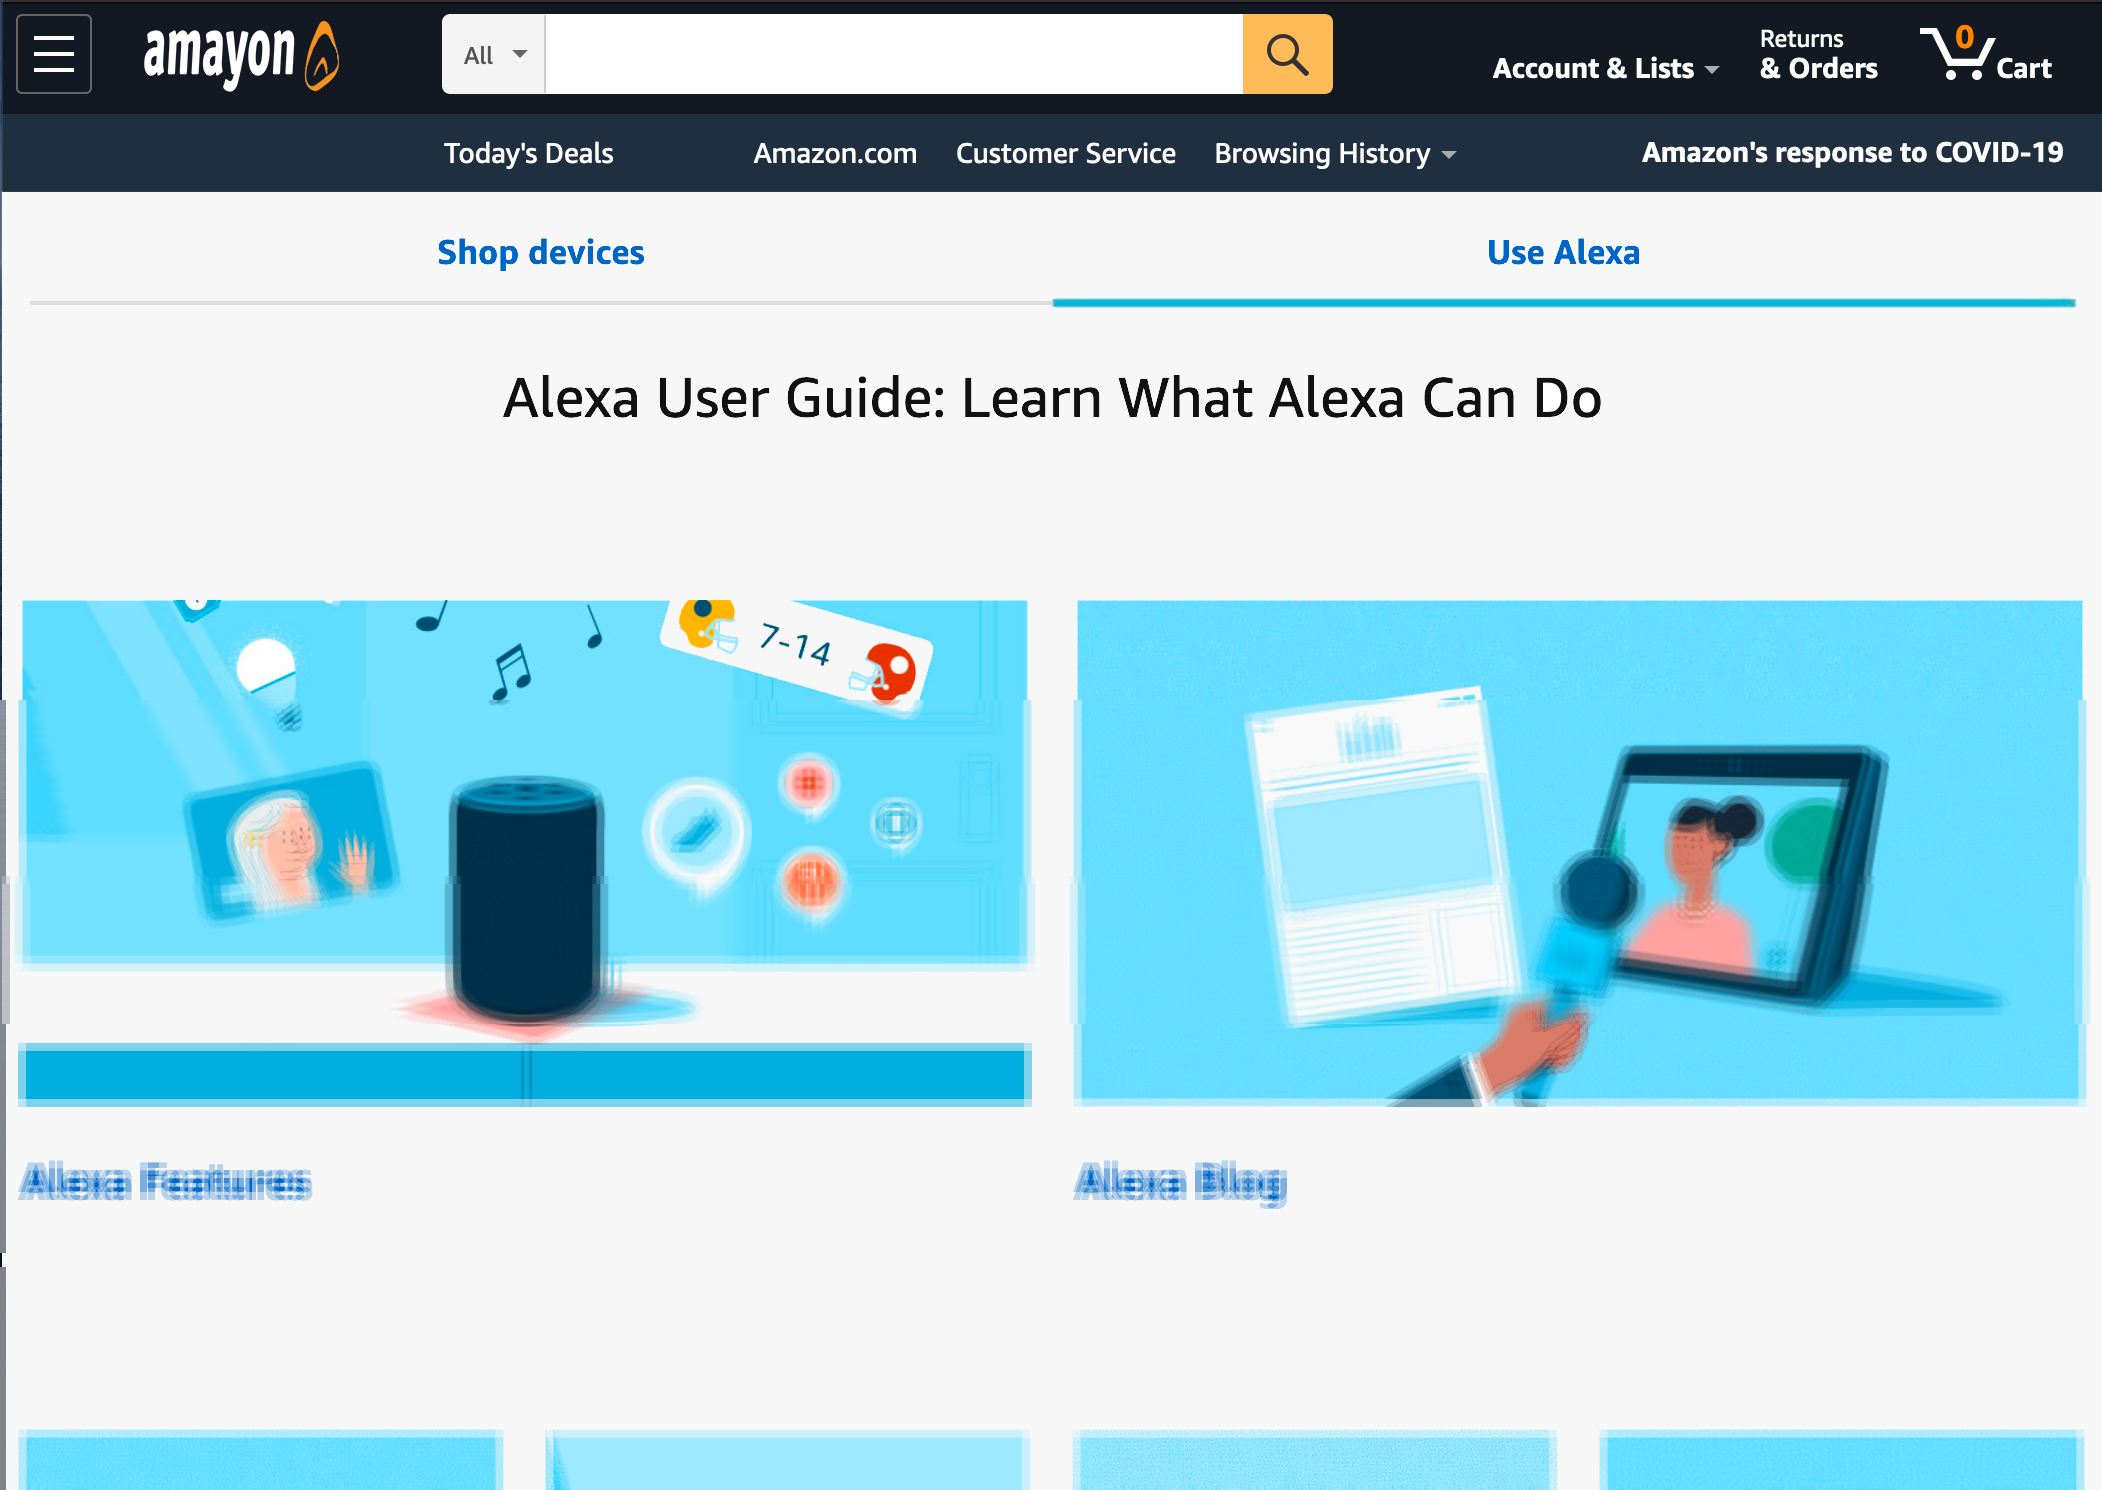 amayon
All
Account & Lists
Returns
& Orders
0
Cart
Today's Deals
Amazon.com
Customer Service
Browsing History
Amazon's response to COVID-19
Shop devices
Use Alexa
Alexa User Guide: Learn What Alexa Can Do
7-14
Alexa Features
Alexa Blog